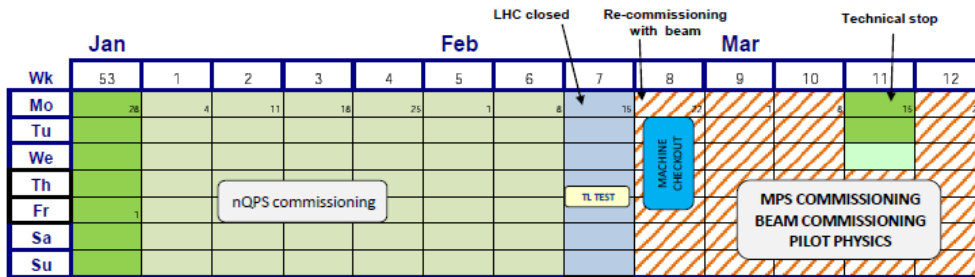 LHC closed
Re-commissioning
with beam
Technical stop
Jan Feb Mar
Wk 53 1 2 3 4 5 6 7 8 9 10 11 12
Mo 28 4 11 18 25 1 8 15 22 1 8 15
Tu
We
Th
Fr 1
Sa
Su
nQPS commissioning
TL TEST
MACHINE
CHECKOUT
MPS COMMISSIONING
BEAM COMMISSIONING
PILOT PHYSICS